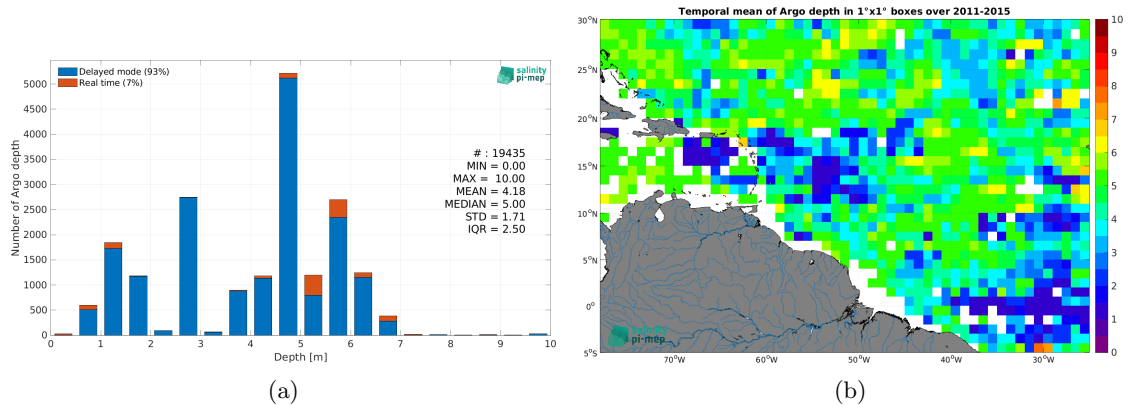 Delayed mode (93%)
Real time (7%)
salinity
pi-mep
# : 19435
MIN = 0.00
MAX = 10.00
MEAN = 4.18
MEDIAN = 5.00
STD = 1.71
IQR = 2.50
Number of Argo depth
5000
4500
4000
3500
3000
2500
2000
1500
1000
500
0
0 1 2 3 4 5 6 7 8 9 10
Depth [m]
(a)
Temporal mean of Argo depth in 1°x1° boxes over 2011-2015
30°N
25°N
20°N
15°N
10°N
5°N
0°
5°S
70°W 60°W 50°W 40°W 30°W
salinity
pi-mep
10
9
8
7
6
5
4
3
2
1
0
(b)